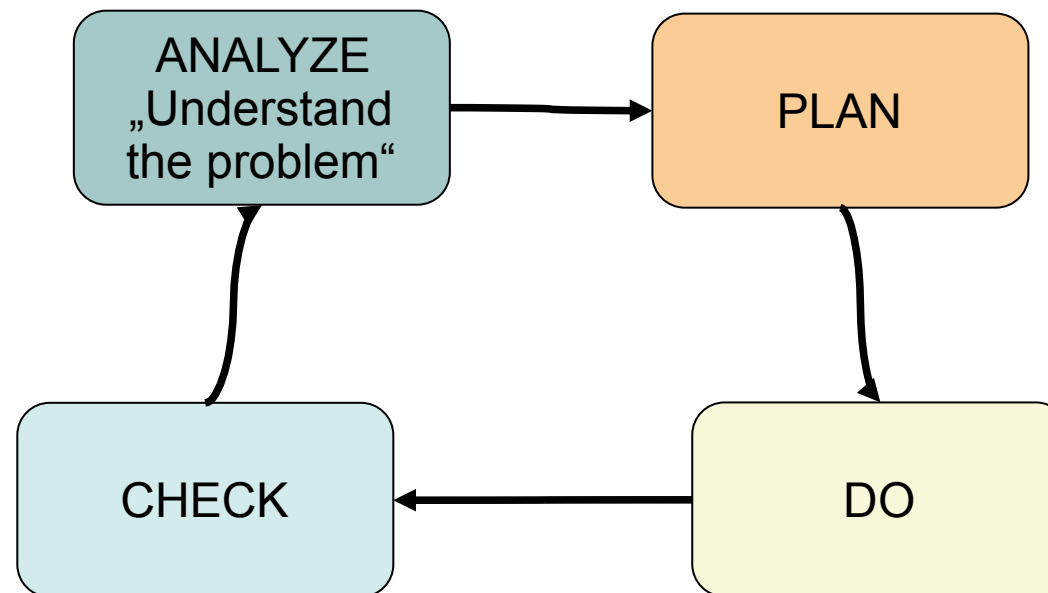 ANALYZE
„Understand
the problem“
PLAN
CHECK
DO